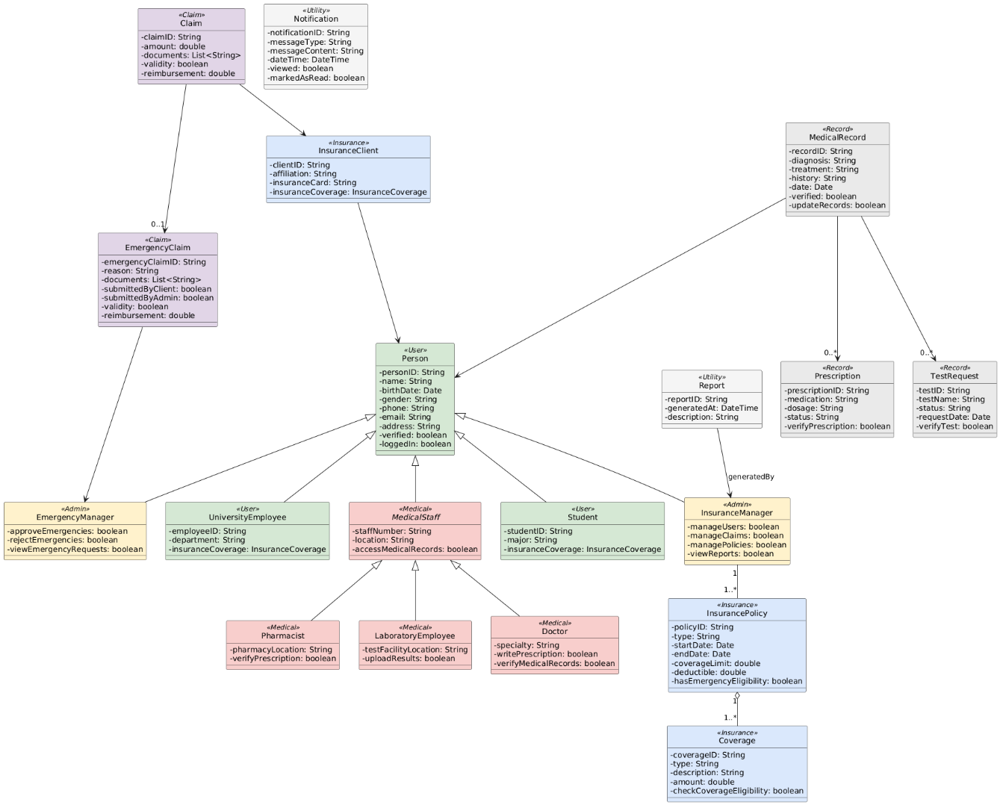 «Claim»
Claim
-claimID: String
-amount: double
-documents: List<String>
-validity: boolean
-reimbursement: double
«Utility»
Notification
-notificationID: String
-messageType: String
-messageContent: String
-dateTime: DateTime
-viewed: boolean
-markedAsRead: boolean
«Insurance»
InsuranceClient
-clientID: String
-affiliation: String
-insuranceCard: String
-insuranceCoverage: InsuranceCoverage
«Record»
MedicalRecord
-recordID: String
-diagnosis: String
-treatment: String
-history: String
-date: Date
-verified: boolean
-updateRecords: boolean
0..1
«Claim»
EmergencyClaim
-emergencyClaimID: String
-reason: String
-documents: List<String>
-submittedByClient: boolean
-submittedByAdmin: boolean
-validity: boolean
-reimbursement: double
«User»
Person
-personID: String
-name: String
-birthDate: Date
-gender: String
-phone: String
-email: String
-address: String
-verified: boolean
-loggedIn: boolean
«Utility»
Report
-reportID: String
-generatedAt: DateTime
-description: String
0..*
«Record»
Prescription
-prescriptionID: String
-medication: String
-dosage: String
-status: String
-verifyPrescription: boolean
0..*
«Record»
TestRequest
-testID: String
-testName: String
-status: String
-requestDate: Date
-verifyTest: boolean
generatedBy
«Admin»
EmergencyManager
-approveEmergencies: boolean
-rejectEmergencies: boolean
-viewEmergencyRequests: boolean
«User»
UniversityEmployee
-employeeID: String
-department: String
-insuranceCoverage: InsuranceCoverage
«Medical»
MedicalStaff
-staffNumber: String
-location: String
-accessMedicalRecords: boolean
«User»
Student
-studentID: String
-major: String
-insuranceCoverage: InsuranceCoverage
«Admin»
InsuranceManager
-manageUsers: boolean
-manageClaims: boolean
-managePolicies: boolean
-viewReports: boolean
1
1..*
«Medical»
Pharmacist
-pharmacyLocation: String
-verifyPrescription: boolean
«Medical»
LaboratoryEmployee
-testFacilityLocation: String
-uploadResults: boolean
«Medical»
Doctor
-specialty: String
-writePrescription: boolean
-verifyMedicalRecords: boolean
«Insurance»
InsurancePolicy
-policyID: String
-type: String
-startDate: Date
-endDate: Date
-coverageLimit: double
-deductible: double
-hasEmergencyEligibility: boolean
1
1..*
«Insurance»
Coverage
-coverageID: String
-type: String
-description: String
-amount: double
-checkCoverageEligibility: boolean